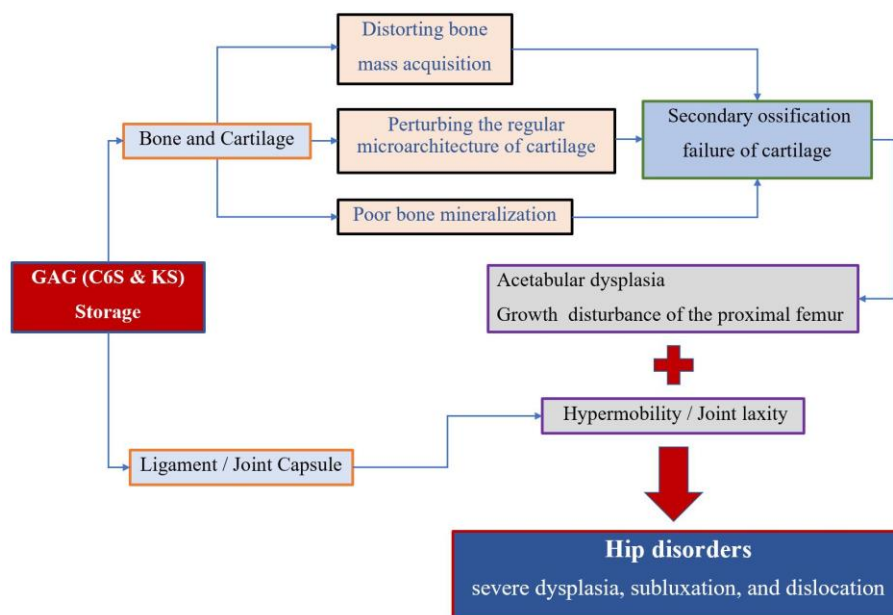 Distorting bone
mass acquisition
Bone and Cartilage
Perturbing the regular
microarchitecture of cartilage
Secondary ossification
failure of cartilage
Poor bone mineralization
GAG (C6S & KS)
Storage
Acetabular dysplasia
Growth disturbance of the proximal femur
Hypermobility / Joint laxity
Ligament / Joint Capsule
Hip disorders
severe dysplasia, subluxation, and dislocation